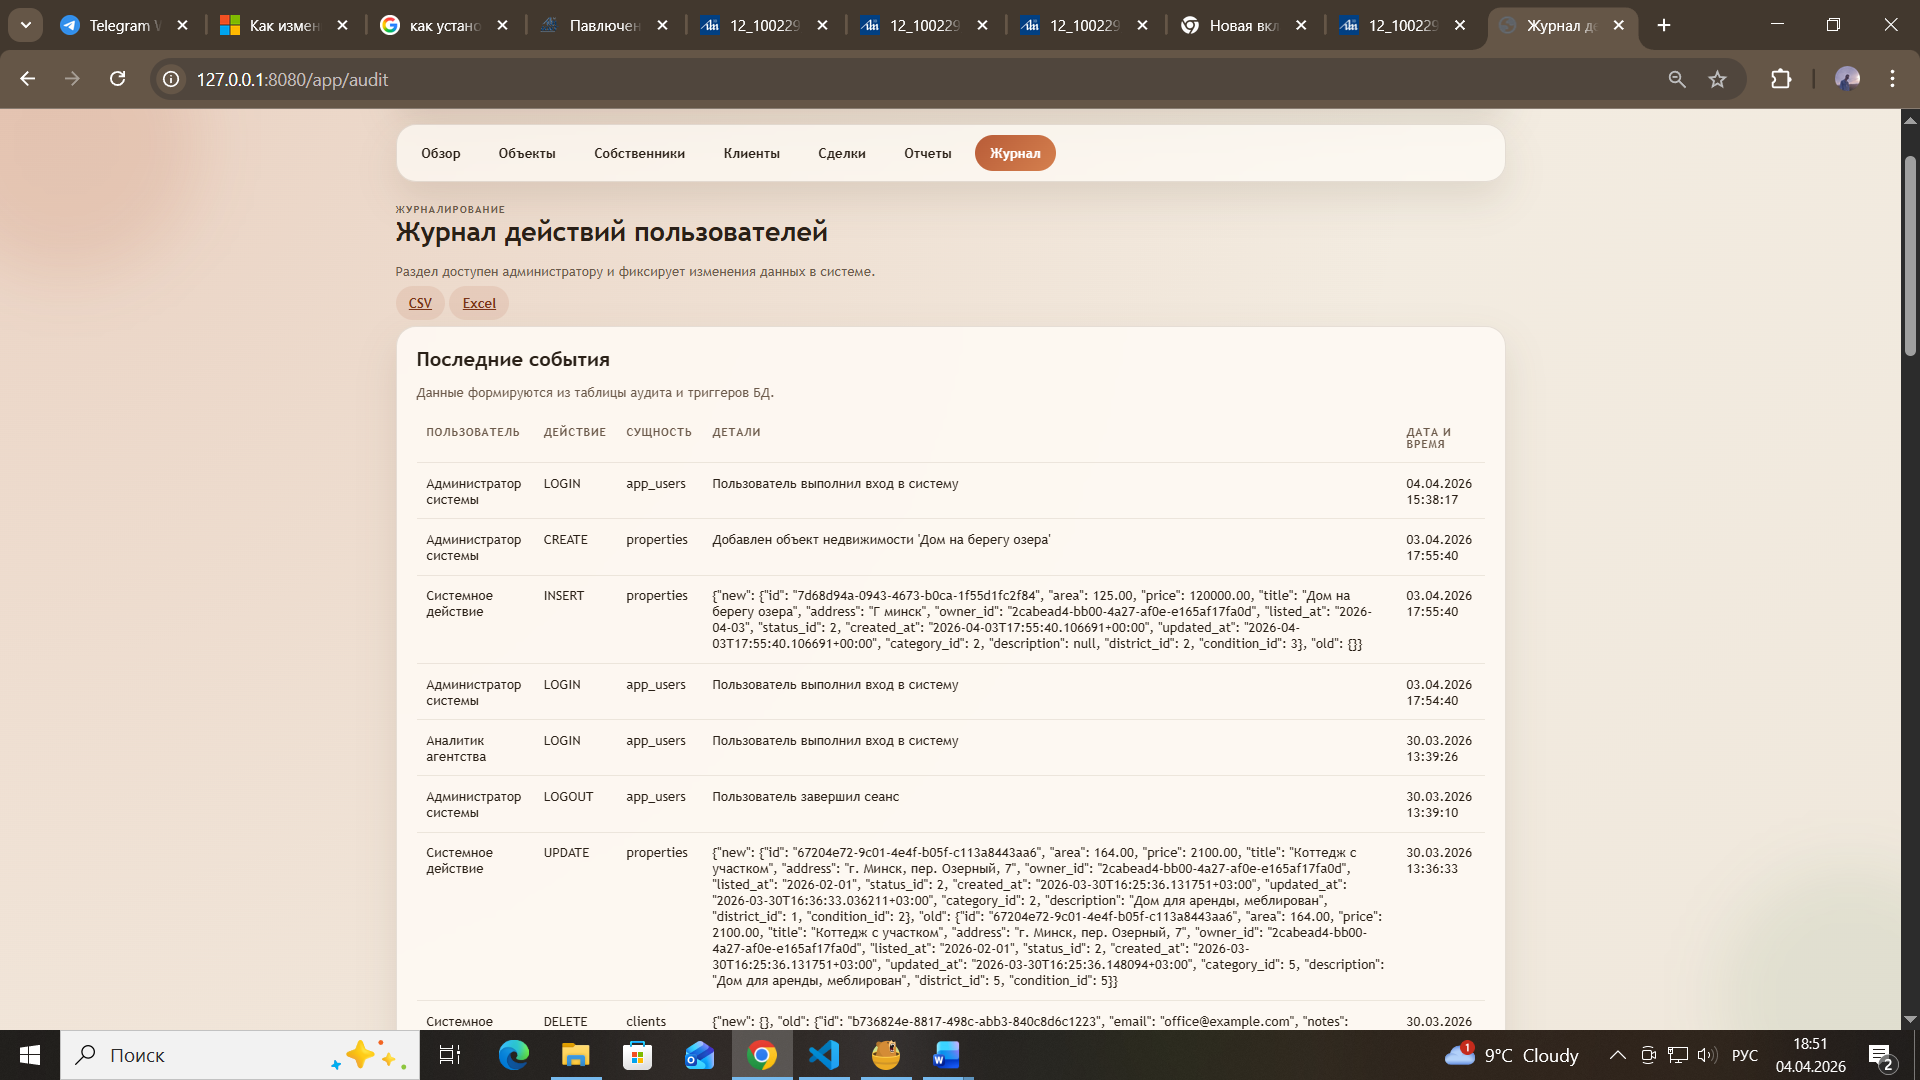 Telegram W
Как измен
как устано
Павлючен
12_100229
12_100229
12_100229
Новая вкл
12_100229
Журнал де
127.0.0.1:8080/app/audit
Обзор
Объекты
Собственники
Клиенты
Сделки
Отчеты
Журнал
ЖУРНАЛИРОВАНИЕ
Журнал действий пользователей
Раздел доступен администратору и фиксирует изменения данных в системе.
CSV
Excel
Последние события
Данные формируются из таблицы аудита и триггеров БД.
ПОЛЬЗОВАТЕЛЬ
ДЕЙСТВИЕ
СУЩНОСТЬ
ДЕТАЛИ
ДАТА И
ВРЕМЯ
Администратор
системы
LOGIN
app_users
Пользователь выполнил вход в систему
04.04.2026
15:38:17
Администратор
системы
CREATE
properties
Добавлен объект недвижимости 'Дом на берегу озера'
03.04.2026
17:55:40
Системное
действие
INSERT
properties
{"new": {"id": "7d68d94a-0943-4673-b0ca-1f55d1fc2f84", "area": 125.00, "price": 120000.00, "title": "Дом на
берегу озера", "address": "Г минск", "owner_id": "2cabead4-bb00-4a27-af0e-e165af17fa0d", "listed_at": "2026-
04-03", "status_id": 2, "created_at": "2026-04-03T17:55:40.106691+00:00", "updated_at": "2026-04-
03T17:55:40.106691+00:00", "category_id": 2, "description": null, "district_id": 2, "condition_id": 3}, "old": {}}
03.04.2026
17:55:40
Администратор
системы
LOGIN
app_users
Пользователь выполнил вход в систему
03.04.2026
17:54:40
Аналитик
агентства
LOGIN
app_users
Пользователь выполнил вход в систему
30.03.2026
13:39:26
Администратор
системы
LOGOUT
app_users
Пользователь завершил сеанс
30.03.2026
13:39:10
Системное
действие
UPDATE
properties
{"new": {"id": "67204e72-9c01-4e4f-b05f-c113a8443aa6", "area": 164.00, "price": 2100.00, "title": "Коттедж с
участком", "address": "г. Минск, пер. Озерный, 7", "owner_id": "2cabead4-bb00-4a27-af0e-e165af17fa0d",
"listed_at": "2026-02-01", "status_id": 2, "created_at": "2026-03-30T16:25:36.131751+03:00", "updated_at":
"2026-03-30T16:36:33.036211+03:00", "category_id": 2, "description": "Дом для аренды, меблирован",
"district_id": 1, "condition_id": 2}, "old": {"id": "67204e72-9c01-4e4f-b05f-c113a8443aa6", "area": 164.00, "price":
2100.00, "title": "Коттедж с участком", "address": "г. Минск, пер. Озерный, 7", "owner_id": "2cabead4-bb00-
4a27-af0e-e165af17fa0d", "listed_at": "2026-02-01", "status_id": 2, "created_at": "2026-03-
30T16:25:36.131751+03:00", "updated_at": "2026-03-30T16:25:36.148094+03:00", "category_id": 5, "description":
"Дом для аренды, меблирован", "district_id": 5, "condition_id": 5}}
30.03.2026
13:36:33
Системное
DELETE
clients
{"new": {}, "old": {"id": "b736824e-8817-498c-abb3-840c8d6c1223", "email": "office@example.com", "notes":
30.03.2026
Поиск
1
9°C Cloudy
РУС
18:51
04.04.2026
2